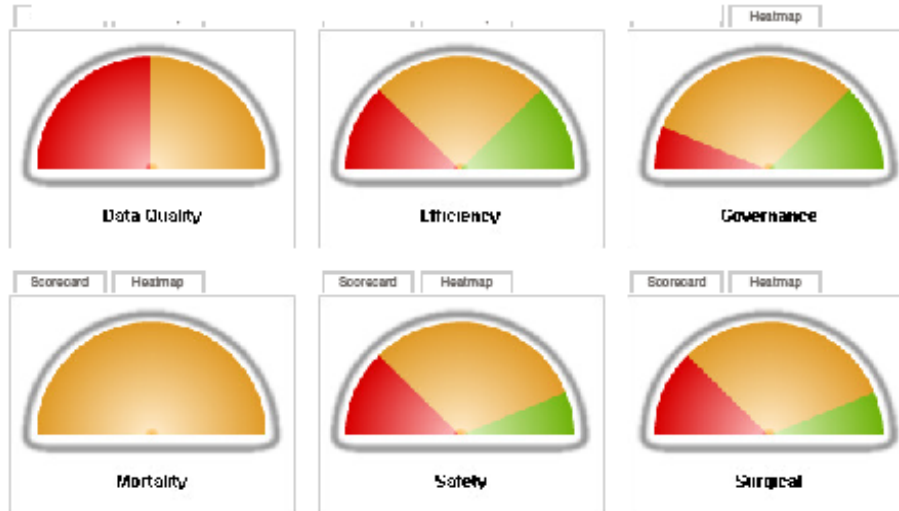 Heatmap
Data Quality
Efficiency
Governance
Scorecard
Heatmap
Scorecard
Heatmap
Scorecard
Heatmap
Mortality
Safety
Surgical